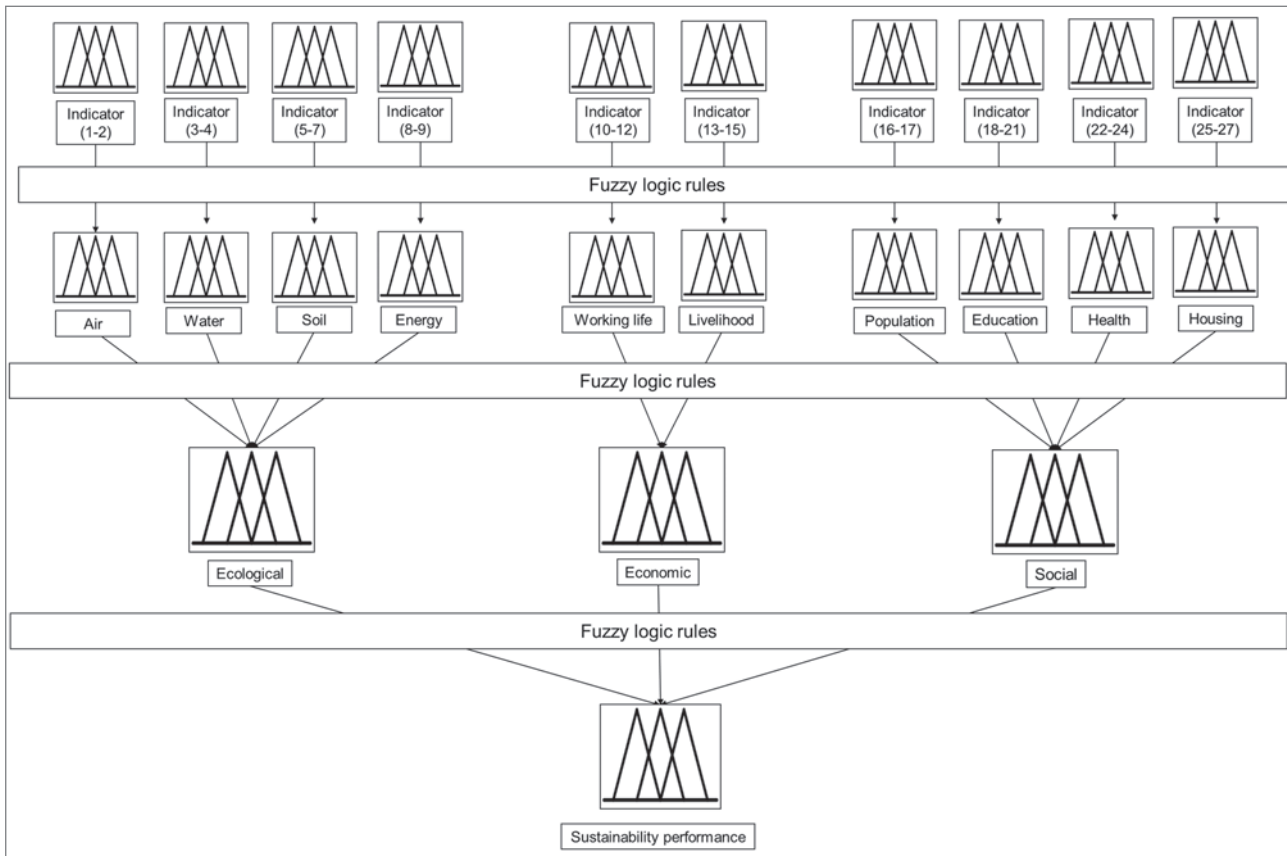 Indicator
(1-2)
Indicator
(3-4)
Indicator
(5-7)
Indicator
(8-9)
Indicator
(10-12)
Indicator
(13-15)
Indicator
(16-17)
Indicator
(18-21)
Indicator
(22-24)
Indicator
(25-27)
Fuzzy logic rules
Air
Water
Soil
Energy
Working life
Livelihood
Population
Education
Health
Housing
Fuzzy logic rules
Ecological
Economic
Social
Fuzzy logic rules
Sustainability performance